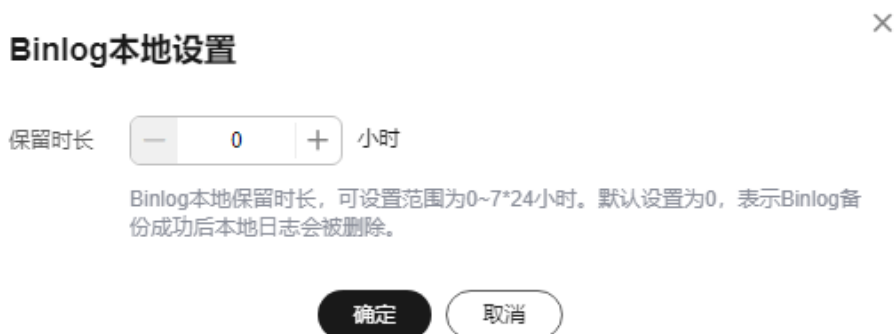 Binlog本地设置
保留时长 0 小时
Binlog本地保留时长，可设置范围为0~7*24小时。默认设置为0，表示Binlog备
份成功后本地日志会被删除。
确定 取消